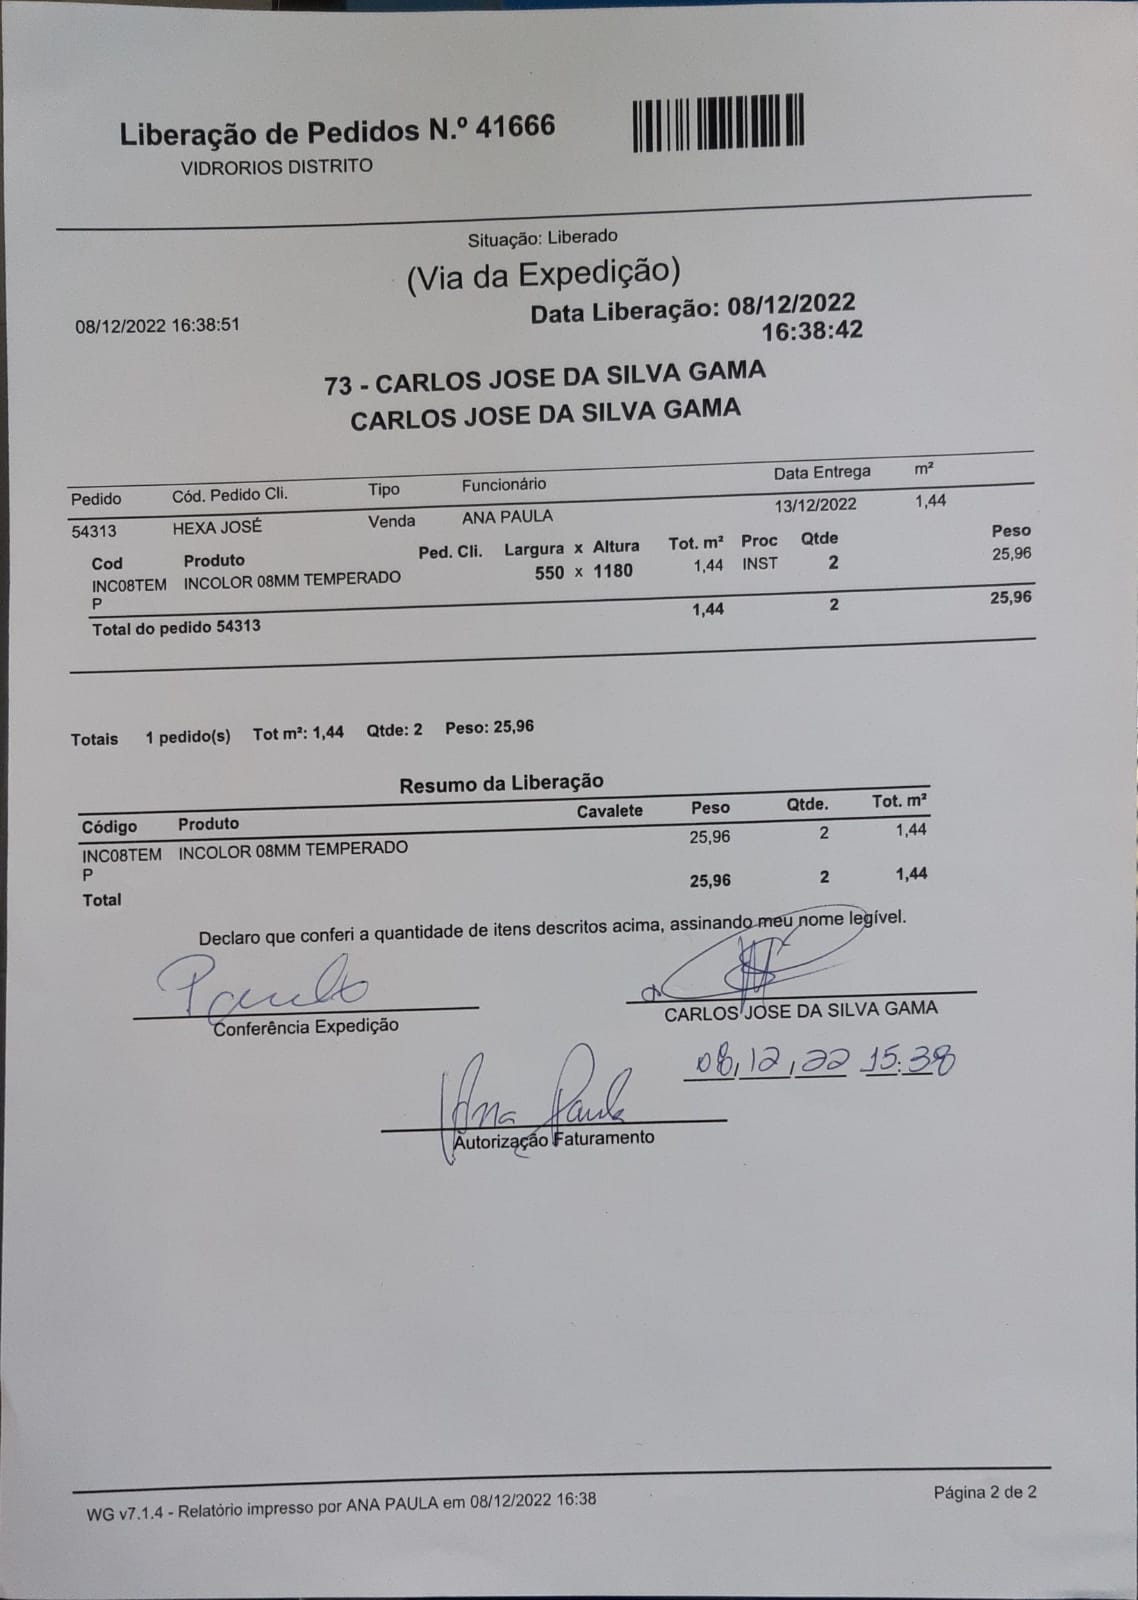 Liberação de Pedidos N.º 41666
VIDRORIOS DISTRITO
Situação: Liberado
(Via da Expedição)
08/12/2022 16:38:51
Data Liberação: 08/12/2022
16:38:42
73 - CARLOS JOSE DA SILVA GAMA
CARLOS JOSE DA SILVA GAMA
Pedido Cód. Pedido Cli. Tipo Funcionário Data Entrega m²
54313 HEXA JOSÉ Venda ANA PAULA 13/12/2022 1,44
Cod Produto Ped. Cli. Largura x Altura Tot. m² Proc Qtde Peso
INC08TEM INCOLOR 08MM TEMPERADO 550 x 1180 1,44 INST 2 25,96
P
Total do pedido 54313 1,44 2 25,96
Totais 1 pedido(s) Tot m²: 1,44 Qtde: 2 Peso: 25,96
Resumo da Liberação
Código Produto Cavalete Peso Qtde. Tot. m²
INC08TEM INCOLOR 08MM TEMPERADO 25,96 2 1,44
P
Total 25,96 2 1,44
Declaro que conferi a quantidade de itens descritos acima, assinando meu nome legível.
Paulo
Conferência Expedição
CARLOS JOSE DA SILVA GAMA
08,12,22 15:38
Ana Paula
Autorização Faturamento
WG v7.1.4 - Relatório impresso por ANA PAULA em 08/12/2022 16:38
Página 2 de 2